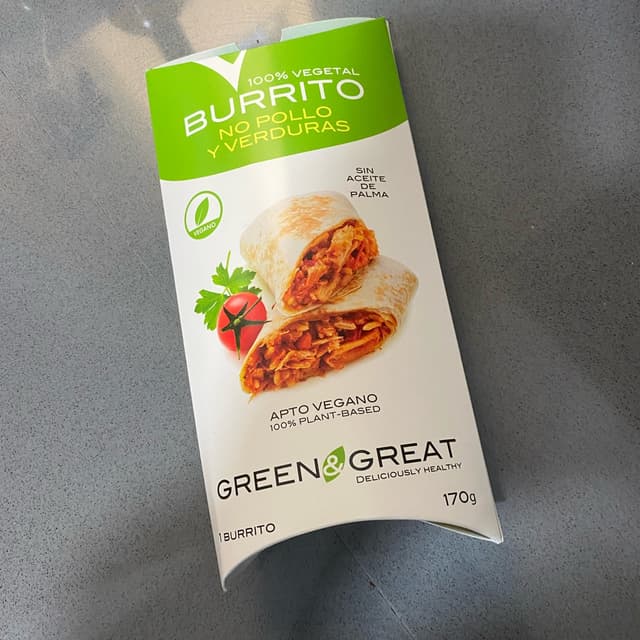 100% VEGETAL
BURRITO
NO POLLO
Y VERDURAS
SIN
ACEITE
DE
PALMA
VEGANO
APTO VEGANO
100% PLANT-BASED
GREEN & GREAT
DELICIOUSLY HEALTHY
170g
1 BURRITO